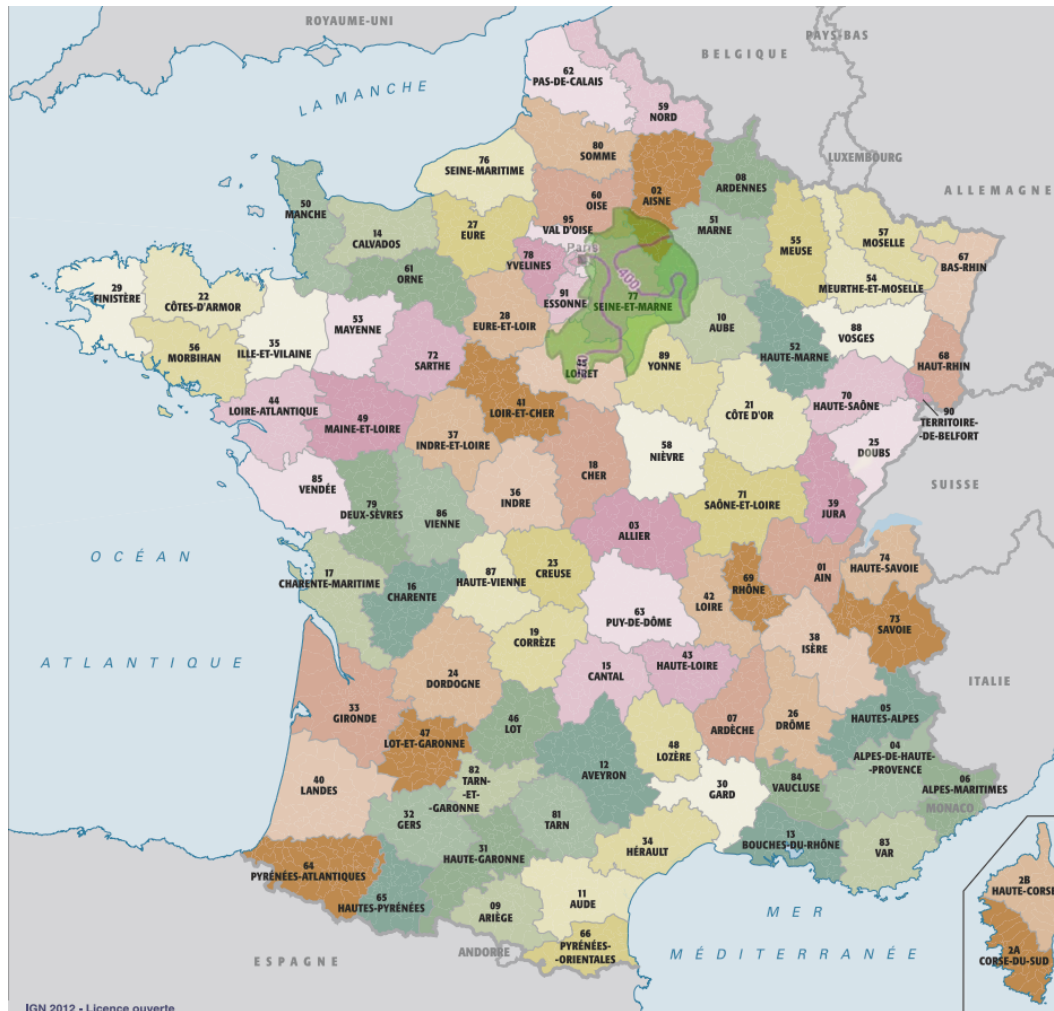 ROYAUME-UNI
PAYS-BAS
BELGIQUE
62
PAS-DE-CALAIS
LA MANCHE
59
NORD
80
SOMME
76
SEINE-MARITIME
LUXEMBOURG
02
AISNE
08
ARDENNES
ALLEMAGNE
60
OISE
50
MANCHE
95
VAL D'OISE
51
MARNE
57
MOSELLE
14
CALVADOS
27
EURE
55
MEUSE
67
BAS-RHIN
Paris
78
YVELINES
61
ORNE
400
54
MEURTHE-ET-MOSELLE
29
FINISTÈRE
22
CÔTES-D'ARMOR
91
ESSONNE
77
SEINE-ET-MARNE
28
EURE-ET-LOIR
10
AUBE
53
MAYENNE
88
VOSGES
56
MORBIHAN
35
ILLE-ET-VILAINE
52
HAUTE-MARNE
72
SARTHE
LOIRET
89
YONNE
68
HAUT-RHIN
70
HAUTE-SAÔNE
44
LOIRE-ATLANTIQUE
41
LOIR-ET-CHER
21
CÔTE D'OR
90
TERRITOIRE-
-DE-BELFORT
49
MAINE-ET-LOIRE
37
INDRE-ET-LOIRE
25
DOUBS
58
NIÈVRE
18
CHER
85
VENDÉE
SUISSE
36
INDRE
71
SAÔNE-ET-LOIRE
79
DEUX-SÈVRES
86
VIENNE
39
JURA
03
ALLIER
OCÉAN
74
HAUTE-SAVOIE
01
AIN
17
CHARENTE-MARITIME
87
HAUTE-VIENNE
23
CREUSE
69
RHÔNE
16
CHARENTE
42
LOIRE
63
PUY-DE-DÔME
73
SAVOIE
19
CORRÈZE
38
ISÈRE
ATLANTIQUE
43
HAUTE-LOIRE
15
CANTAL
24
DORDOGNE
ITALIE
33
GIRONDE
05
HAUTES-ALPES
07
ARDÈCHE
26
DRÔME
46
LOT
47
LOT-ET-GARONNE
48
LOZÈRE
04
ALPES-DE-HAUTE-
-PROVENCE
12
AVEYRON
40
LANDES
82
TARN-
-ET-
-GARONNE
30
GARD
84
VAUCLUSE
06
ALPES-MARITIMES
MONACO
32
GERS
81
TARN
13
BOUCHES-DU-RHÔNE
83
VAR
34
HÉRAULT
31
HAUTE-GARONNE
64
PYRÉNÉES-ATLANTIQUES
2B
HAUTE-CORSE
65
HAUTES-PYRÉNÉES
11
AUDE
09
ARIÈGE
MER
MÉDITERRANÉE
66
PYRÉNÉES-
-ORIENTALES
ANDORRE
ESPAGNE
2A
CORSE-DU-SUD
IGN 2012 - Licence ouverte